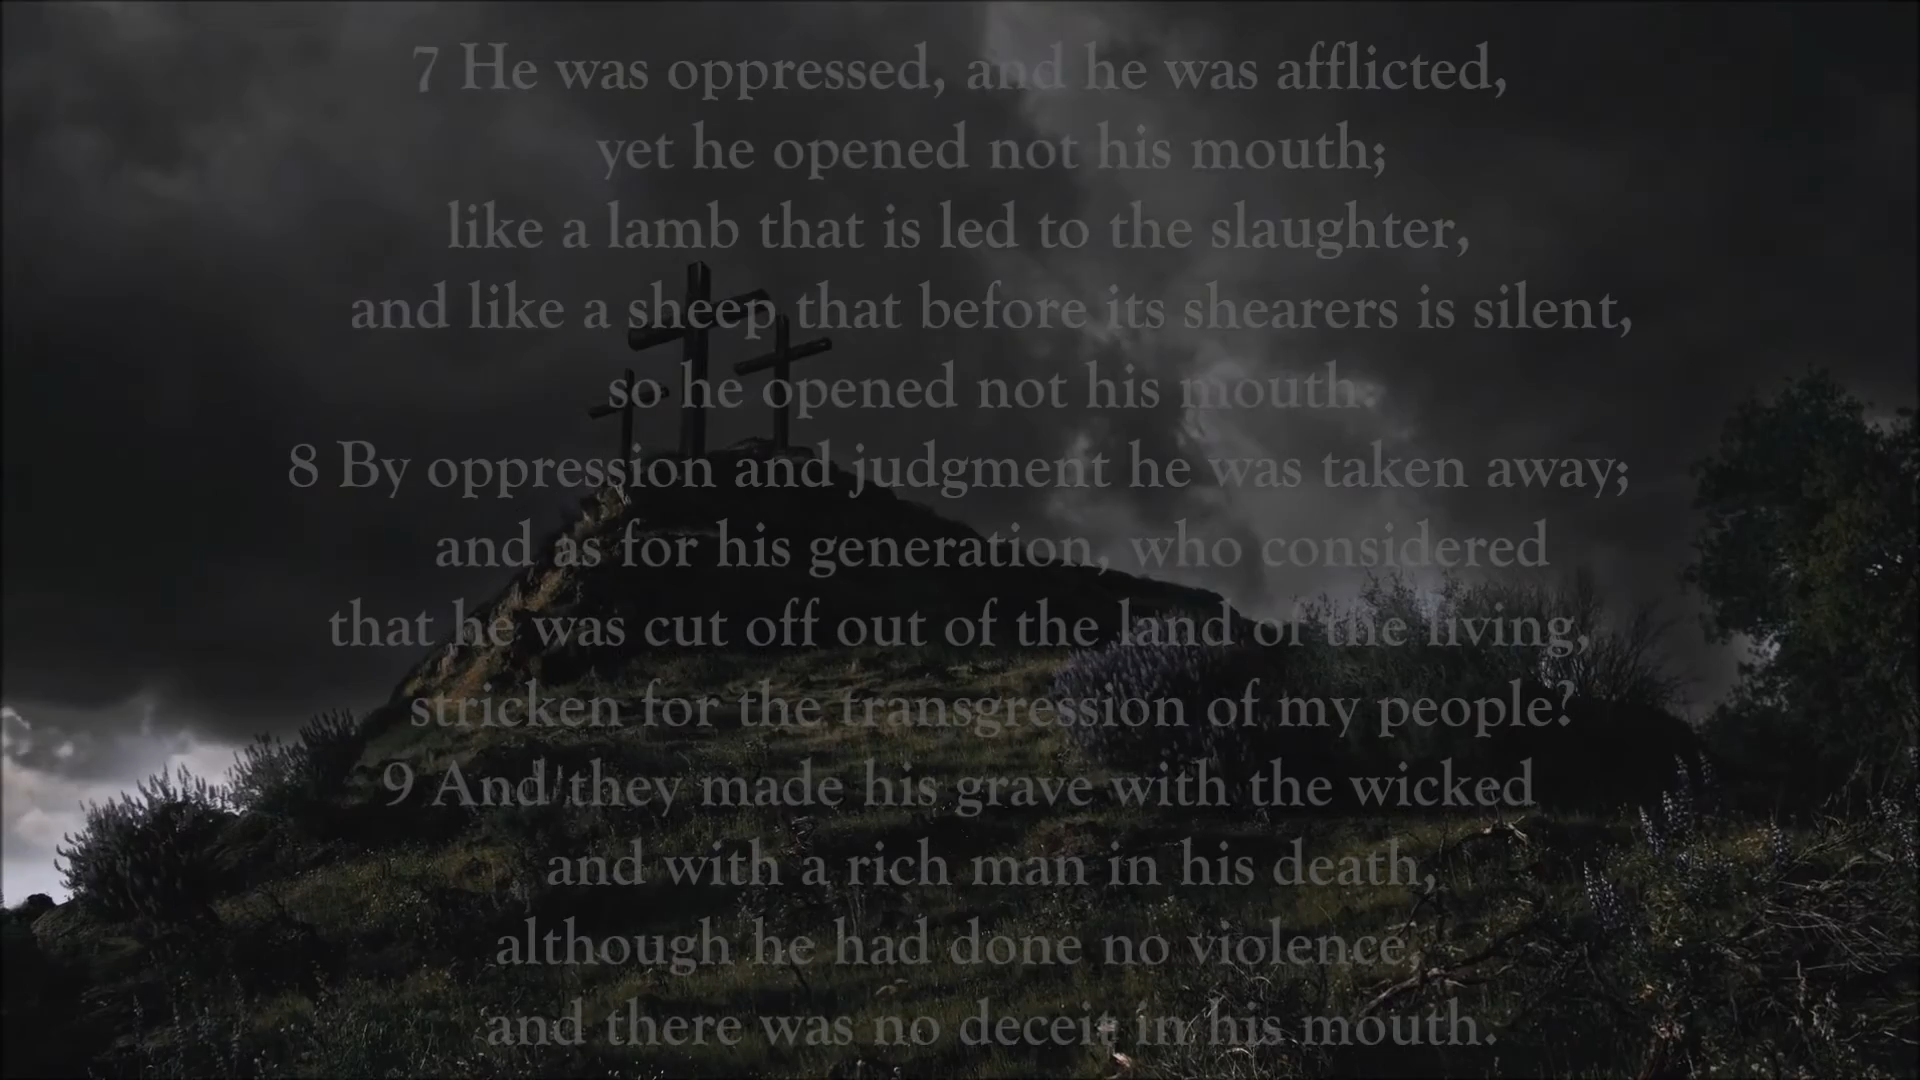 7 He was oppressed, and he was afflicted,
yet he opened not his mouth;
like a lamb that is led to the slaughter,
and like a sheep that before its shearers is silent,
so he opened not his mouth.
8 By oppression and judgment he was taken away;
and as for his generation, who considered
that he was cut off out of the land of the living,
stricken for the transgression of my people?
9 And they made his grave with the wicked
and with a rich man in his death,
although he had done no violence,
and there was no deceit in his mouth.